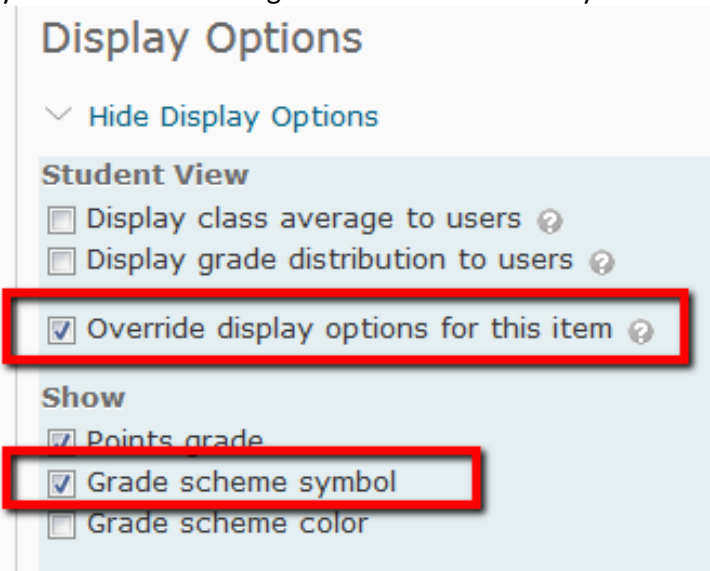 Display Options
Hide Display Options
Student View
Display class average to users
Display grade distribution to users
Override display options for this item
Show
Points grade
Grade scheme symbol
Grade scheme color